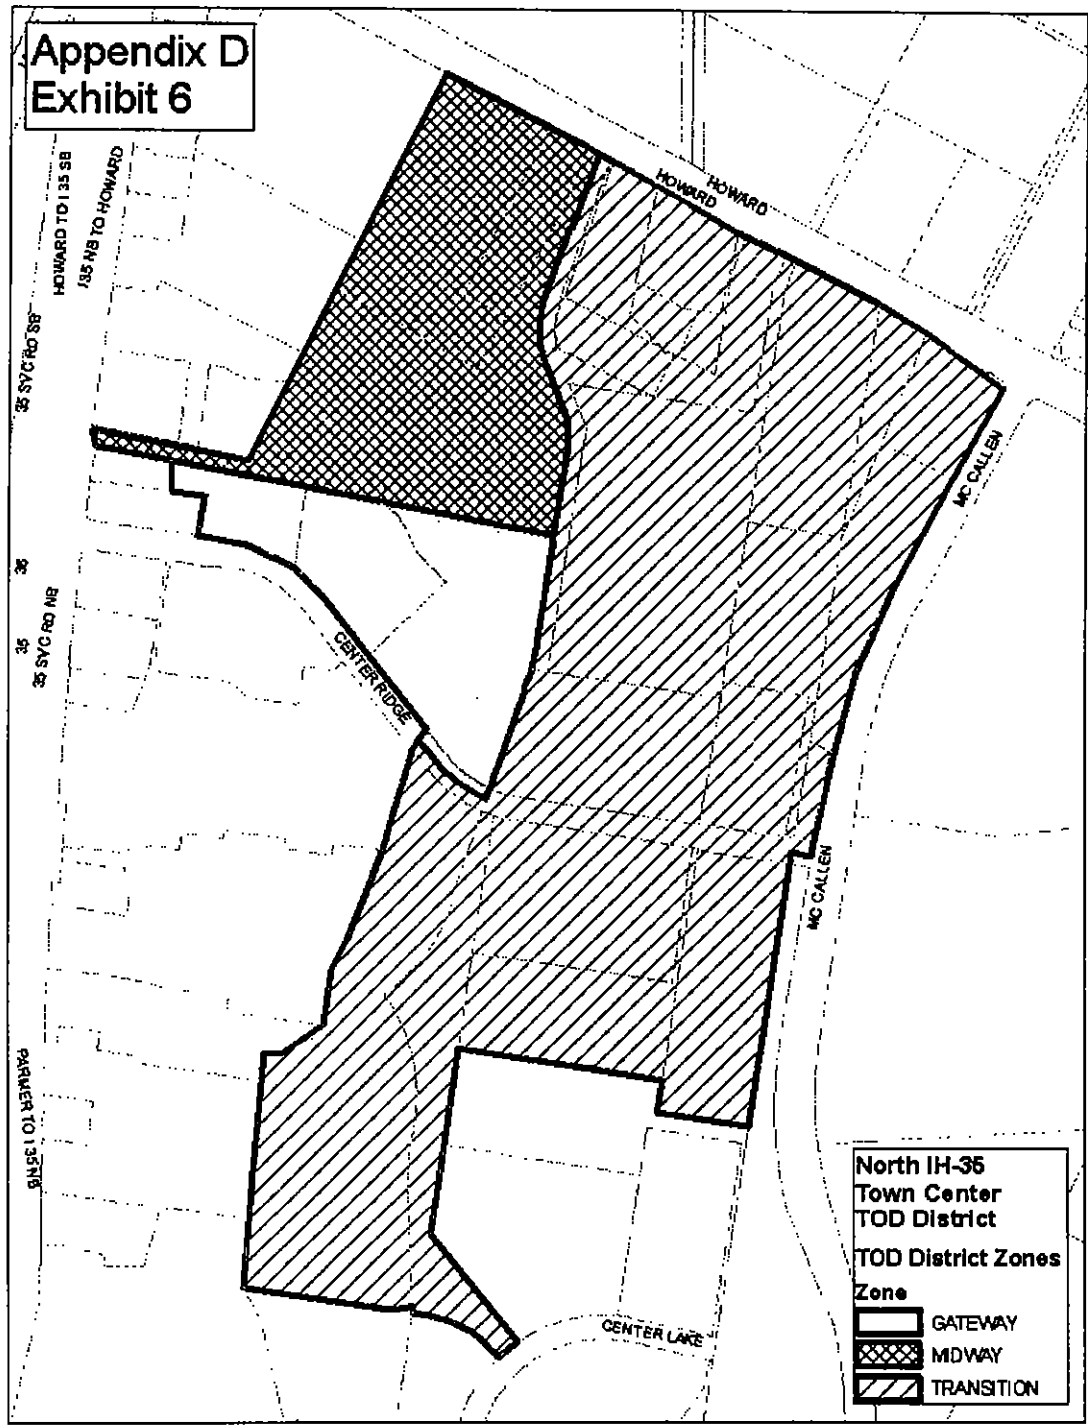 Appendix D
Exhibit 6
HOWARD TO I 35 SB
I35 NB TO HOWARD
35 SVC RD SB
HOWARD
HOWARD
MC CALLEN
35
35
35 SVC RD NB
CENTER RIDGE
MC CALLEN
PARMER TO I 35 NB
CENTER LAKE
North IH-35
Town Center
TOD District
TOD District Zones
Zone
GATEWAY
MIDWAY
TRANSITION